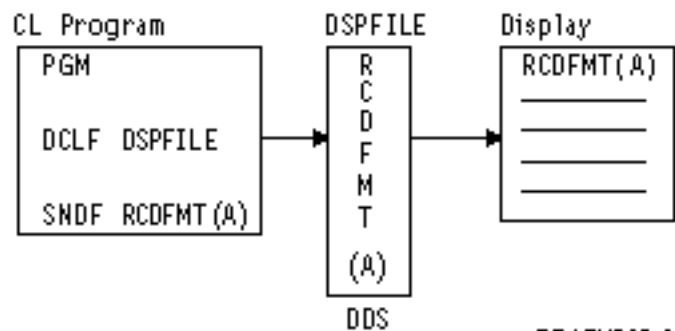 CL Program
PGM
DCLF DSPFILE
SNDF RCDFMT(A)
DSPFILE
R
C
D
F
M
T
(A)
DDS
Display
RCDFMT(A)